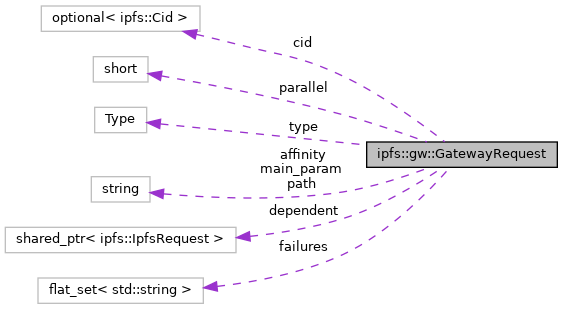 optional< ipfs::Cid >
cid
short
parallel
Type
type
ipfs::gw::GatewayRequest
affinity
main_param
path
string
dependent
shared_ptr< ipfs::IpfsRequest >
failures
flat_set< std::string >